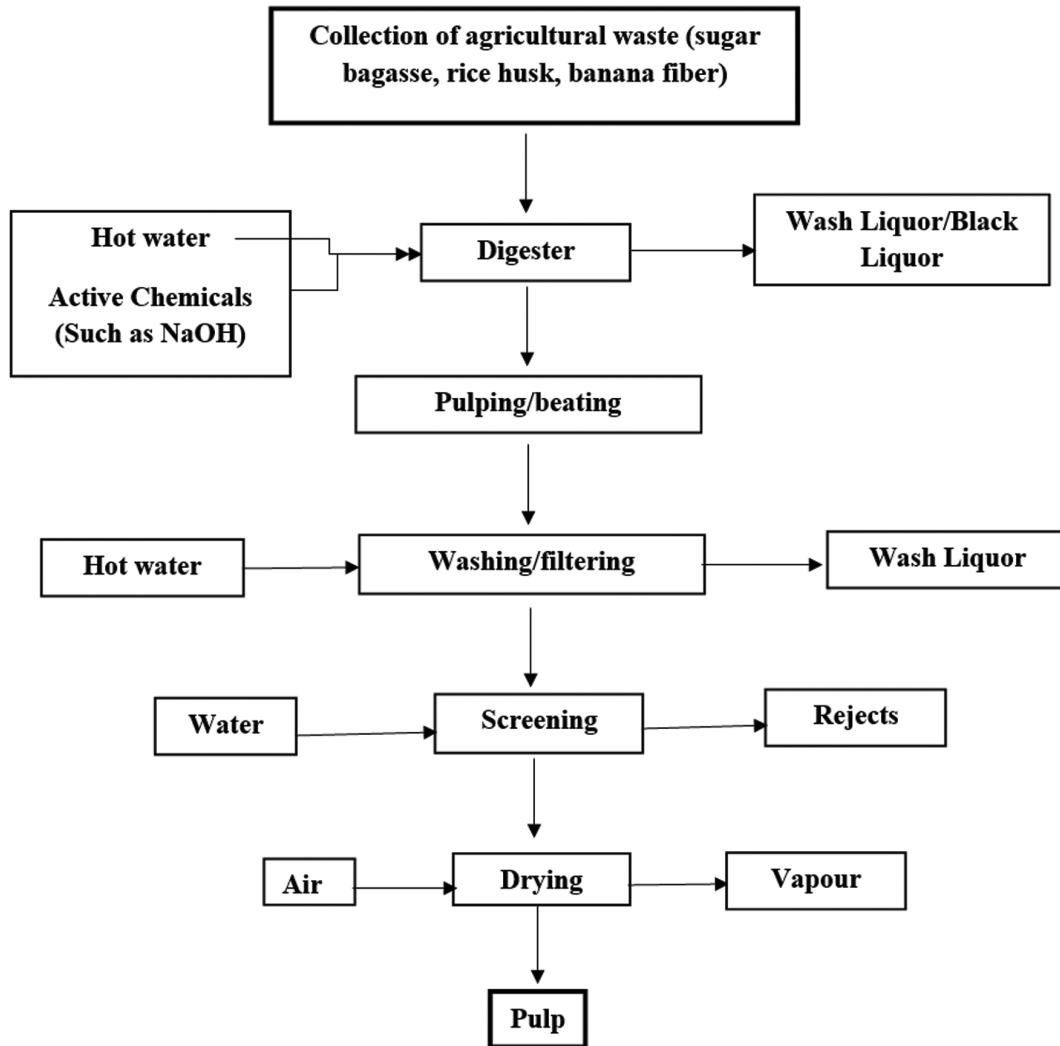 Collection of agricultural waste (sugar
bagasse, rice husk, banana fiber)
Hot water
Active Chemicals
(Such as NaOH)
Digester
Wash Liquor/Black
Liquor
Pulping/beating
Hot water
Washing/filtering
Wash Liquor
Water
Screening
Rejects
Air
Drying
Vapour
Pulp